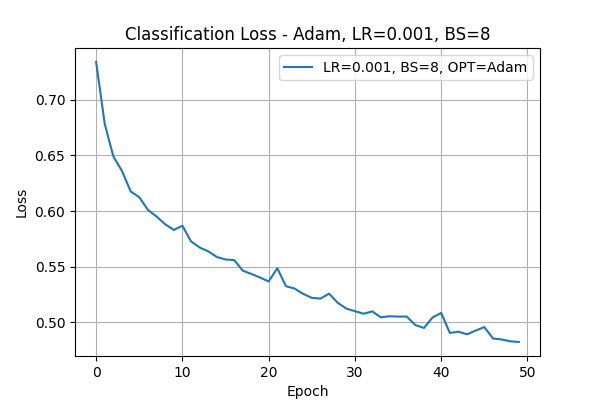 Classification Loss - Adam, LR=0.001, BS=8
LR=0.001, BS=8, OPT=Adam
0.70
0.65
0.60
0.55
0.50
Loss
0 10 20 30 40 50
Epoch